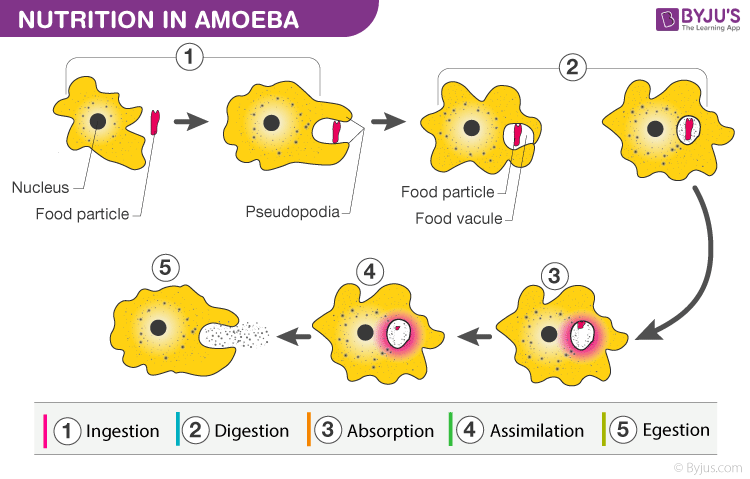 NUTRITION IN AMOEBA
BYJU'S
The Learning App
1
2
Nucleus
Food particle
Pseudopodia
Food particle
Food vacule
5
4
3
1 Ingestion
2 Digestion
3 Absorption
4 Assimilation
5 Egestion
© Byjus.com